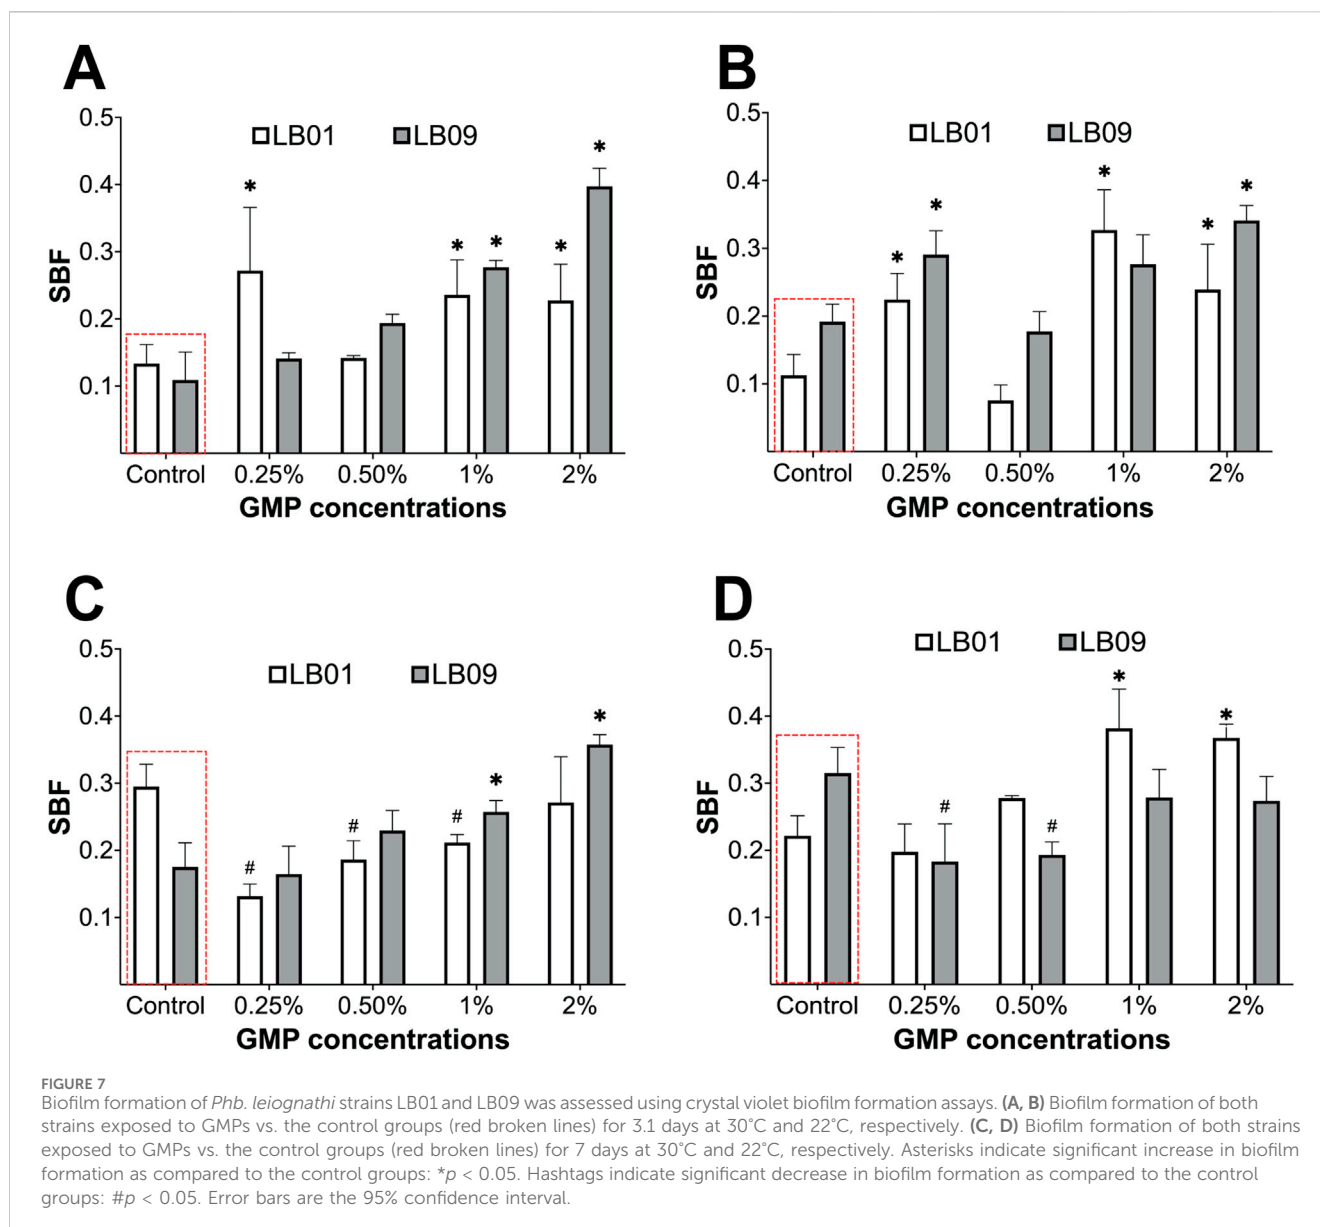 A
0.5
0.4
0.3
0.2
0.1
SBF
LB01
LB09
*
*
*
*
*
Control
0.25%
0.50%
1%
2%
GMP concentrations
B
0.5
0.4
0.3
0.2
0.1
SBF
LB01
LB09
*
*
*
*
*
Control
0.25%
0.50%
1%
2%
GMP concentrations
C
0.5
0.4
0.3
0.2
0.1
SBF
LB01
LB09
#
#
#
*
*
Control
0.25%
0.50%
1%
2%
GMP concentrations
D
0.5
0.4
0.3
0.2
0.1
SBF
LB01
LB09
#
#
*
*
Control
0.25%
0.50%
1%
2%
GMP concentrations
FIGURE 7
Biofilm formation of Phb. leiognathi strains LB01 and LB09 was assessed using crystal violet biofilm formation assays. (A, B) Biofilm formation of both
strains exposed to GMPs vs. the control groups (red broken lines) for 3.1 days at 30°C and 22°C, respectively. (C, D) Biofilm formation of both strains
exposed to GMPs vs. the control groups (red broken lines) for 7 days at 30°C and 22°C, respectively. Asterisks indicate significant increase in biofilm
formation as compared to the control groups: *p < 0.05. Hashtags indicate significant decrease in biofilm formation as compared to the control
groups: #p < 0.05. Error bars are the 95% confidence interval.